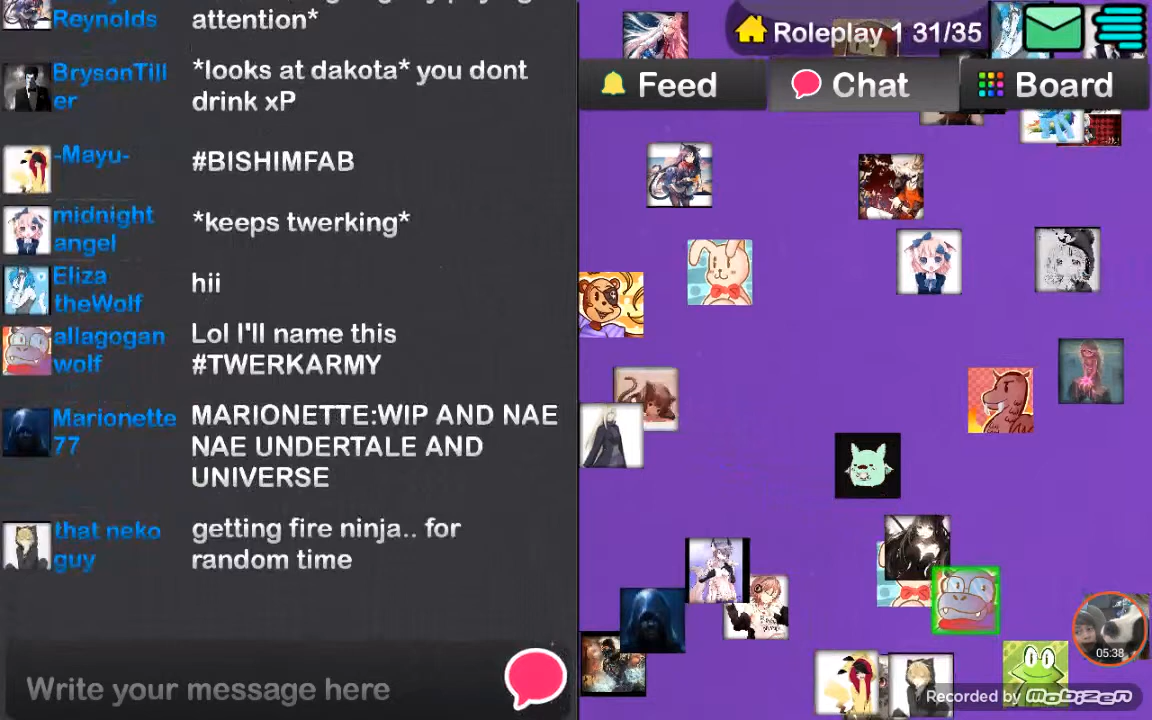 Reynolds
attention*
BrysonTill
er
*looks at dakota* you dont
drink xP
-Mayu-
#BISHIMFAB
midnight
angel
*keeps twerking*
Eliza
theWolf
hii
allagogan
wolf
Lol I'll name this
#TWERKARMY
Marionette
77
MARIONETTE:WIP AND NAE
NAE UNDERTALE AND
UNIVERSE
that neko
guy
getting fire ninja.. for
random time
Write your message here
Roleplay 1 31/35
Feed
Chat
Board
05:38
Recorded by mobizen